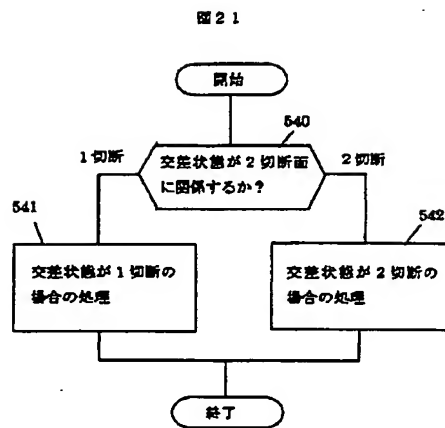 図21
開始
540
1切断
交差状態が2切断面
に関係するか?
2切断
541
542
交差状態が1切断の
場合の処理
交差状態が2切断の
場合の処理
終了